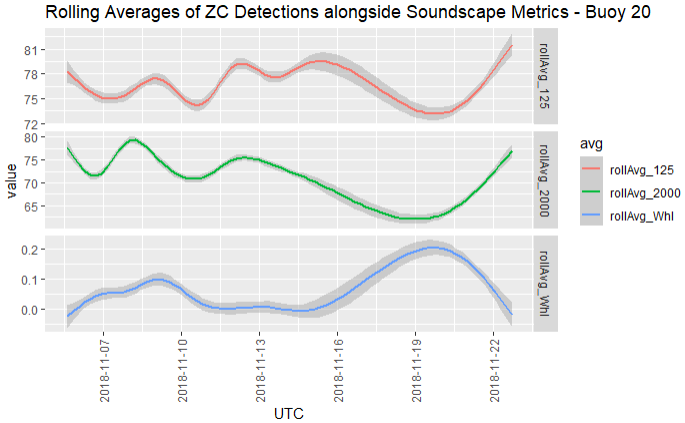 Rolling Averages of ZC Detections alongside Soundscape Metrics - Buoy 20
81
78
75
72
rollAvg_125
80
75
70
65
rollAvg_2000
0.2
0.1
0.0
rollAvg_Whl
value
2018-11-07
2018-11-10
2018-11-13
2018-11-16
2018-11-19
2018-11-22
UTC
avg
rollAvg_125
rollAvg_2000
rollAvg_Whl